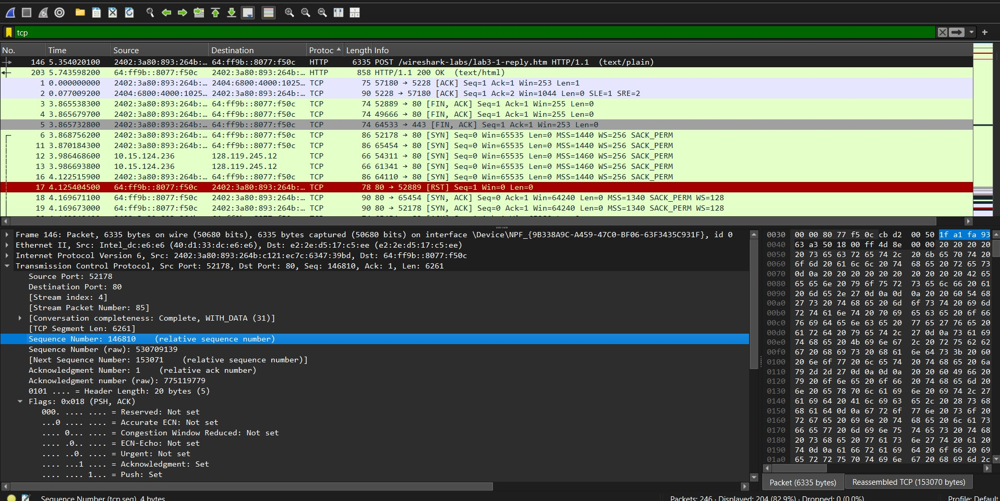 tcp
No. Time Source Destination Protoc Length Info
146 5.354020100 2402:3a80:893:264b:… 64:ff9b::8077:f50c HTTP 6335 POST /wireshark-labs/lab3-1-reply.htm HTTP/1.1 (text/plain)
203 5.743598200 64:ff9b::8077:f50c 2402:3a80:893:264b:… HTTP 858 HTTP/1.1 200 OK (text/html)
1 0.000000000 2402:3a80:893:264b:… 2404:6800:4000:1025… TCP 75 57180 → 5228 [ACK] Seq=1 Ack=1 Win=253 Len=1
2 0.077009200 2404:6800:4000:1025… 2402:3a80:893:264b:… TCP 90 5228 → 57180 [ACK] Seq=1 Ack=2 Win=1044 Len=0 SLE=1 SRE=2
3 3.865538300 2402:3a80:893:264b:… 64:ff9b::8077:f50c TCP 74 52889 → 80 [FIN, ACK] Seq=1 Ack=1 Win=255 Len=0
4 3.865679700 2402:3a80:893:264b:… 64:ff9b::8077:f50c TCP 74 49666 → 80 [FIN, ACK] Seq=1 Ack=1 Win=255 Len=0
5 3.865732800 2402:3a80:893:264b:… 64:ff9b::8077:f50c TCP 74 64533 → 443 [FIN, ACK] Seq=1 Ack=1 Win=253 Len=0
6 3.868756200 2402:3a80:893:264b:… 64:ff9b::8077:f50c TCP 86 52178 → 80 [SYN] Seq=0 Win=65535 Len=0 MSS=1440 WS=256 SACK_PERM
11 3.870184300 2402:3a80:893:264b:… 64:ff9b::8077:f50c TCP 86 65454 → 80 [SYN] Seq=0 Win=65535 Len=0 MSS=1440 WS=256 SACK_PERM
12 3.986468600 10.15.124.236 128.119.245.12 TCP 66 54311 → 80 [SYN] Seq=0 Win=65535 Len=0 MSS=1460 WS=256 SACK_PERM
13 3.986693800 10.15.124.236 128.119.245.12 TCP 66 61341 → 80 [SYN] Seq=0 Win=65535 Len=0 MSS=1460 WS=256 SACK_PERM
16 4.122515900 2402:3a80:893:264b:… 64:ff9b::8077:f50c TCP 86 64110 → 80 [SYN] Seq=0 Win=65535 Len=0 MSS=1440 WS=256 SACK_PERM
17 4.125404500 64:ff9b::8077:f50c 2402:3a80:893:264b:… TCP 78 80 → 52889 [RST] Seq=1 Win=0 Len=0
18 4.169671100 64:ff9b::8077:f50c 2402:3a80:893:264b:… TCP 90 80 → 65454 [SYN, ACK] Seq=0 Ack=1 Win=64240 Len=0 MSS=1340 SACK_PERM WS=128
19 4.169673000 64:ff9b::8077:f50c 2402:3a80:893:264b:… TCP 90 80 → 52178 [SYN, ACK] Seq=0 Ack=1 Win=64240 Len=0 MSS=1340 SACK_PERM WS=128
Frame 146: Packet, 6335 bytes on wire (50680 bits), 6335 bytes captured (50680 bits) on interface \Device\NPF_{9B338A9C-A459-47C0-BF06-63F3435C931F}, id 0
Ethernet II, Src: Intel_dc:e6:e6 (40:d1:33:dc:e6:e6), Dst: e2:2e:d5:17:c5:ee (e2:2e:d5:17:c5:ee)
Internet Protocol Version 6, Src: 2402:3a80:893:264b:c121:ec7c:6347:39bd, Dst: 64:ff9b::8077:f50c
Transmission Control Protocol, Src Port: 52178, Dst Port: 80, Seq: 146810, Ack: 1, Len: 6261
Source Port: 52178
Destination Port: 80
[Stream index: 4]
[Stream Packet Number: 85]
[Conversation completeness: Complete, WITH_DATA (31)]
[TCP Segment Len: 6261]
Sequence Number: 146810 (relative sequence number)
Sequence Number (raw): 530709139
[Next Sequence Number: 153071 (relative sequence number)]
Acknowledgment Number: 1 (relative ack number)
Acknowledgment number (raw): 775119779
0101 .... = Header Length: 20 bytes (5)
Flags: 0x018 (PSH, ACK)
000. .... .... = Reserved: Not set
...0 .... .... = Accurate ECN: Not set
.... 0... .... = Congestion Window Reduced: Not set
.... .0.. .... = ECN-Echo: Not set
.... ..0. .... = Urgent: Not set
.... ...1 .... = Acknowledgment: Set
.... .... 1... = Push: Set
0030 00 00 80 77 f5 0c cb d2 00 50 1f a1 fa 93
0040 63 a3 50 18 00 ff 4d 8e 00 00 20 20 20 20
0050 20 73 65 63 72 65 74 2c 20 6b 65 70 74 20
0060 6f 6d 20 61 6c 6c 20 74 68 65 20 72 65 73
0070 0d 0a 20 20 20 20 20 20 20 20 20 20 42 65
0080 65 65 6e 20 79 6f 75 72 73 65 6c 66 20 61
0090 20 6d 65 2e 27 0d 0a 0d 0a 20 20 60 54 68
00a0 27 73 20 74 68 65 20 6d 6f 73 74 20 69 6d
00b0 72 74 61 6e 74 20 70 69 65 63 65 20 6f 66
00c0 76 69 64 65 6e 63 65 20 77 65 27 76 65 20
00d0 61 72 64 20 79 65 74 2c 27 0d 0a 73 61 69
00e0 74 68 65 20 4b 69 6e 67 2c 20 72 75 62 62
00f0 67 20 68 69 73 20 68 61 6e 64 73 3b 20 60
0100 20 6e 6f 77 20 6c 65 74 20 74 68 65 20 6a
0110 79 2d 2d 27 0d 0a 0d 0a 20 20 60 49 66 20
0120 79 20 6f 6e 65 20 6f 66 20 74 68 65 6d 20
0130 6e 20 65 78 70 6c 61 69 6e 20 69 74 2c 27
0140 61 69 64 20 41 6c 69 63 65 2c 20 28 73 68
0150 68 61 64 0d 0a 67 72 6f 77 6e 20 73 6f 20
0160 72 67 65 20 69 6e 20 74 68 65 20 6c 61 73
0170 66 65 77 20 6d 69 6e 75 74 65 73 20 74 68
0180 20 73 68 65 20 77 61 73 6e 27 74 20 61 20
0190 74 0d 0a 61 66 72 61 69 64 20 6f 66 20 69
01a0 65 72 72 75 70 74 69 6e 67 20 68 69 6d 2c
Packet (6335 bytes) Reassembled TCP (153070 bytes)
Sequence Number (tcp.seq), 4 bytes Packets: 246 · Displayed: 204 (82.9%) · Dropped: 0 (0.0%) Profile: Default